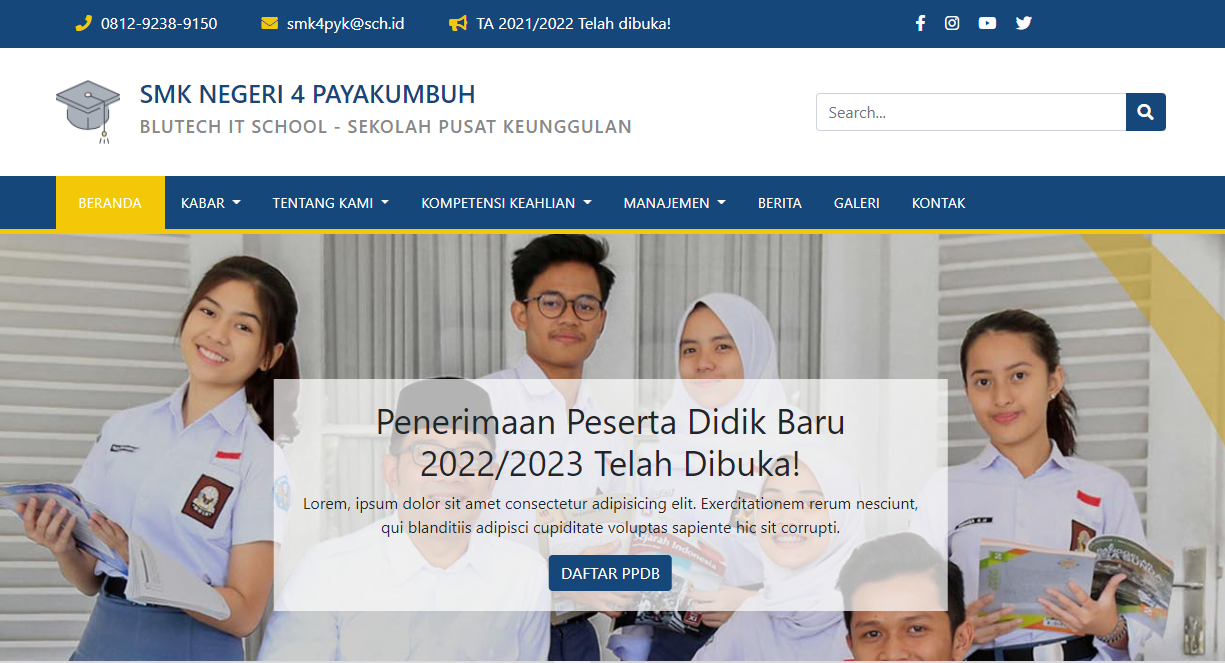 0812-9238-9150 smk4pyk@sch.id TA 2021/2022 Telah dibuka!
SMK NEGERI 4 PAYAKUMBUH
BLUTECH IT SCHOOL - SEKOLAH PUSAT KEUNGGULAN
Search...
BERANDA KABAR TENTANG KAMI KOMPETENSI KEAHLIAN MANAJEMEN BERITA GALERI KONTAK
Penerimaan Peserta Didik Baru
2022/2023 Telah Dibuka!
Lorem, ipsum dolor sit amet consectetur adipisicing elit. Exercitationem rerum nesciunt,
qui blanditiis adipisci cupiditate voluptas sapiente hic sit corrupti.
Sejarah Indonesia
DAFTAR PPDB
XI